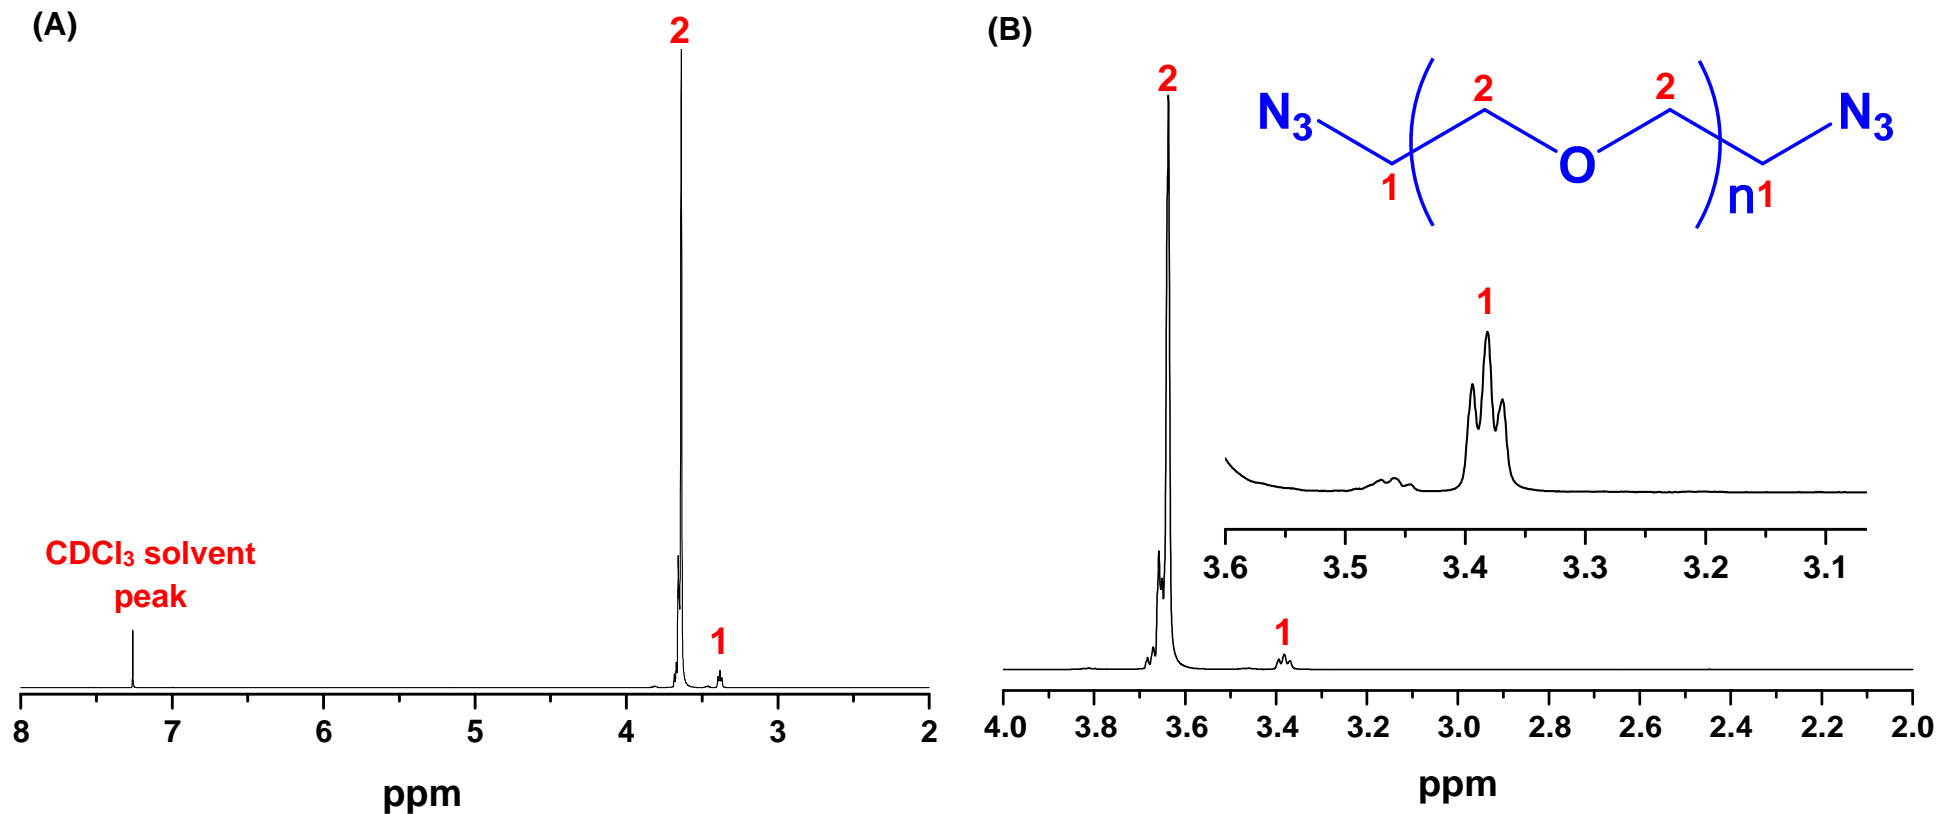 (A)
2
CDCl₃ solvent
peak
1
8 7 6 5 4 3 2
ppm
(B)
2
N₃ 2 2 N₃
1 O n1
1
3.6 3.5 3.4 3.3 3.2 3.1
1
4.0 3.8 3.6 3.4 3.2 3.0 2.8 2.6 2.4 2.2 2.0
ppm